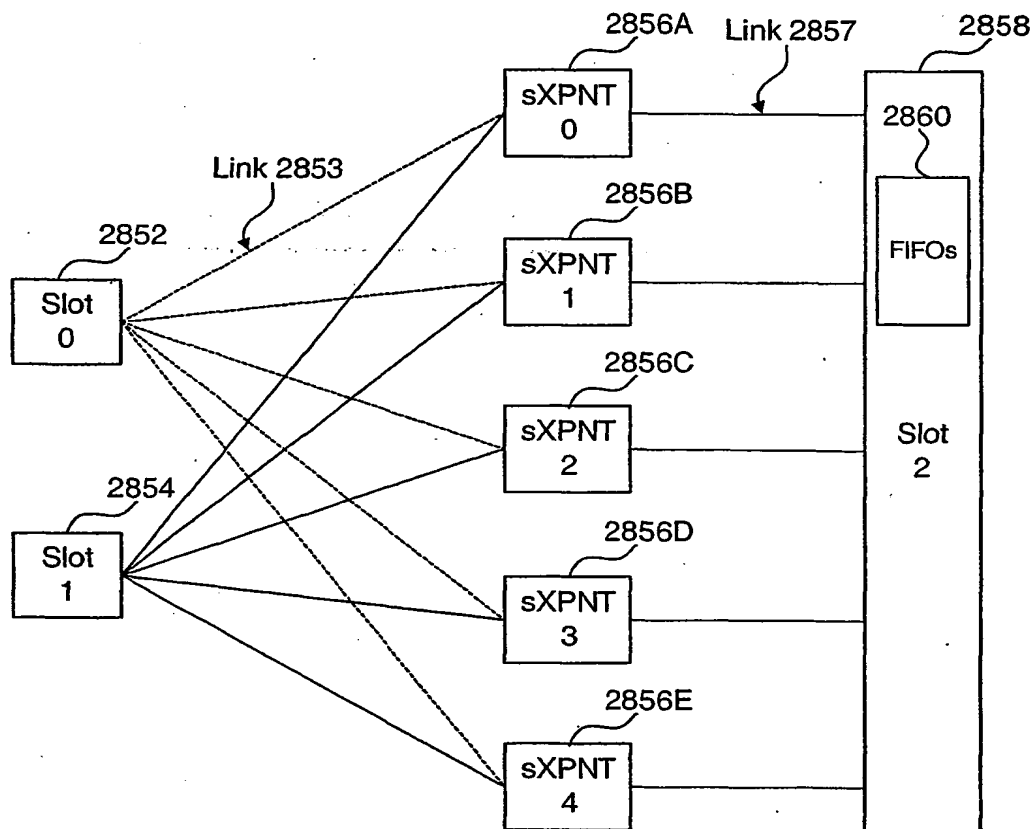 2856A
Link 2857
2858
sXPNT
0
2860
Link 2853
2856B
2852
sXPNT
1
FIFOs
Slot
0
2856C
sXPNT
2
Slot
2
2854
2856D
Slot
1
sXPNT
3
2856E
sXPNT
4